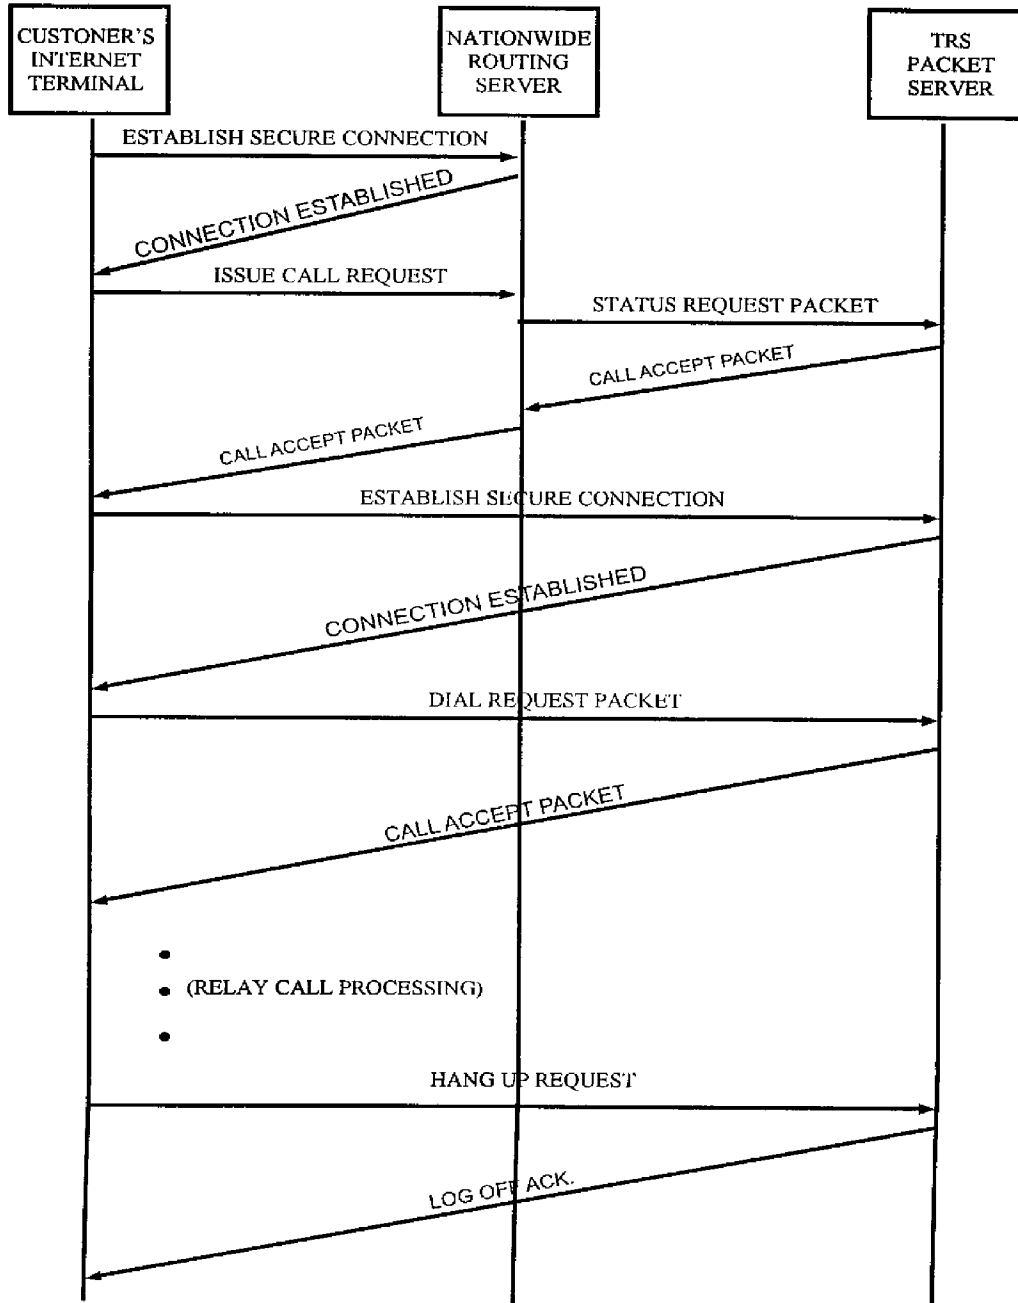 CUSTONER'S
INTERNET
TERMINAL
NATIONWIDE
ROUTING
SERVER
TRS
PACKET
SERVER
ESTABLISH SECURE CONNECTION
CONNECTION ESTABLISHED
ISSUE CALL REQUEST
STATUS REQUEST PACKET
CALL ACCEPT PACKET
CALL ACCEPT PACKET
ESTABLISH SECURE CONNECTION
CONNECTION ESTABLISHED
DIAL REQUEST PACKET
CALL ACCEPT PACKET
(RELAY CALL PROCESSING)
HANG UP REQUEST
LOG OFF ACK.